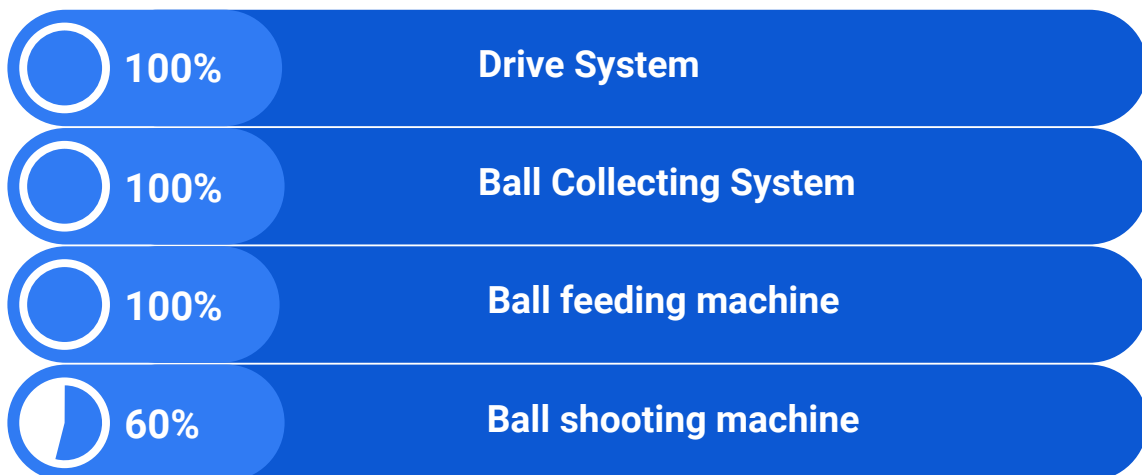 100% Drive System
100% Ball Collecting System
100% Ball feeding machine
60% Ball shooting machine